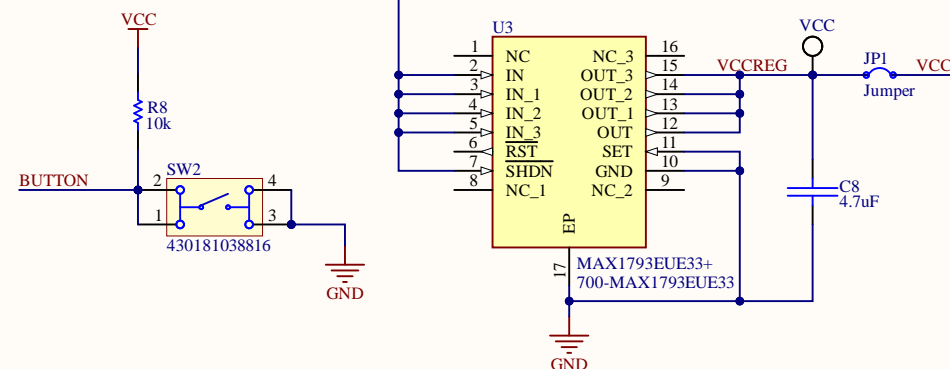 VCC
R8
10k
BUTTON
SW2
2
4
1
3
430181038816
GND
U3
1
NC
NC_3
16
2
IN
OUT_3
15
3
IN_1
OUT_2
14
4
IN_2
OUT_1
13
5
IN_3
OUT
12
6
RST
SET
11
7
SHDN
GND
10
8
NC_1
NC_2
9
EP
17
MAX1793EUE33+
700-MAX1793EUE33
GND
VCCREG
VCC
JP1
Jumper
VCC
C8
4.7uF